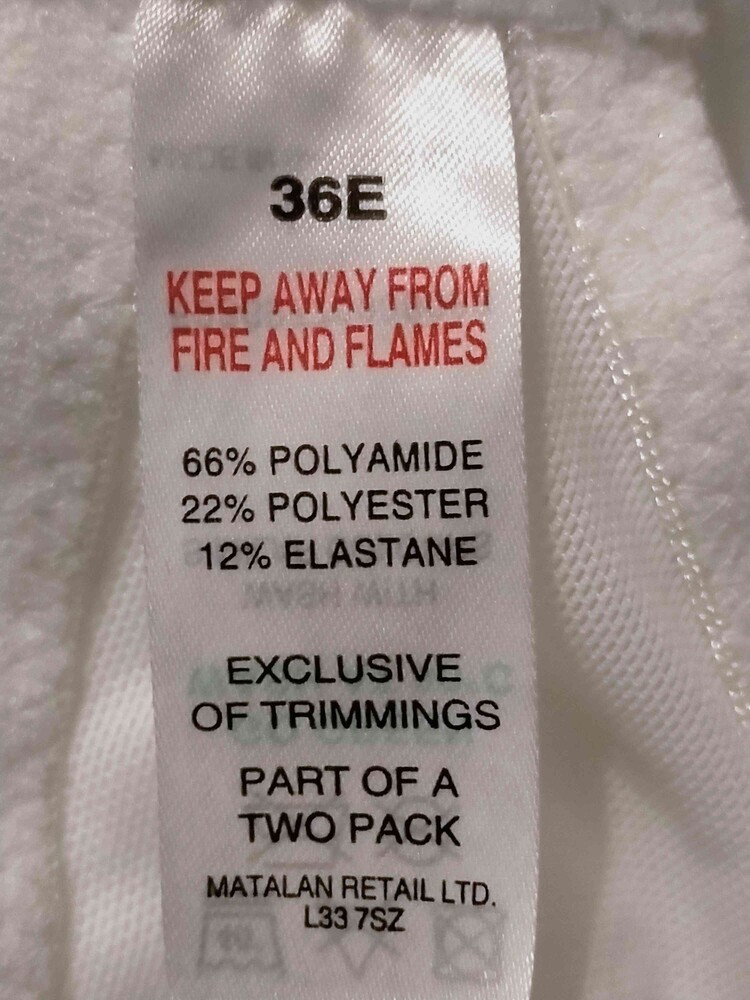 36E
KEEP AWAY FROM
FIRE AND FLAMES
66% POLYAMIDE
22% POLYESTER
12% ELASTANE
EXCLUSIVE
OF TRIMMINGS
PART OF A
TWO PACK
MATALAN RETAIL LTD.
L33 7SZ